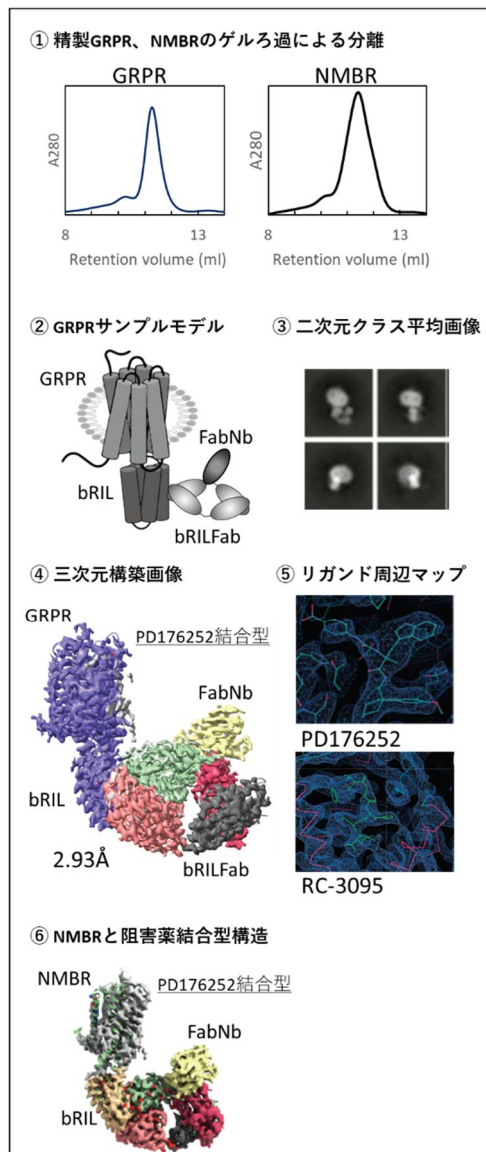 ① 精製GRPR、NMBRのゲルろ過による分離
GRPR
NMBR
A280
A280
8
13
8
13
Retention volume (ml)
Retention volume (ml)
② GRPRサンプルモデル
③ 二次元クラス平均画像
GRPR
FabNb
bRIL
bRILFab
④ 三次元構築画像
⑤ リガンド周辺マップ
GRPR
PD176252結合型
FabNb
PD176252
bRIL
2.93Å
bRILFab
RC-3095
⑥ NMBRと阻害薬結合型構造
NMBR
PD176252結合型
FabNb
bRIL